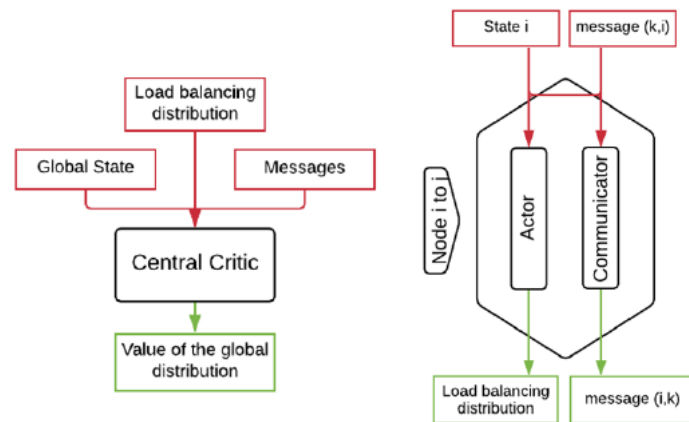 Load balancing
distribution
Global State
Messages
Central Critic
Value of the global
distribution
State i
message (k,i)
Node i to j
Actor
Communicator
Load balancing
distribution
message (i,k)